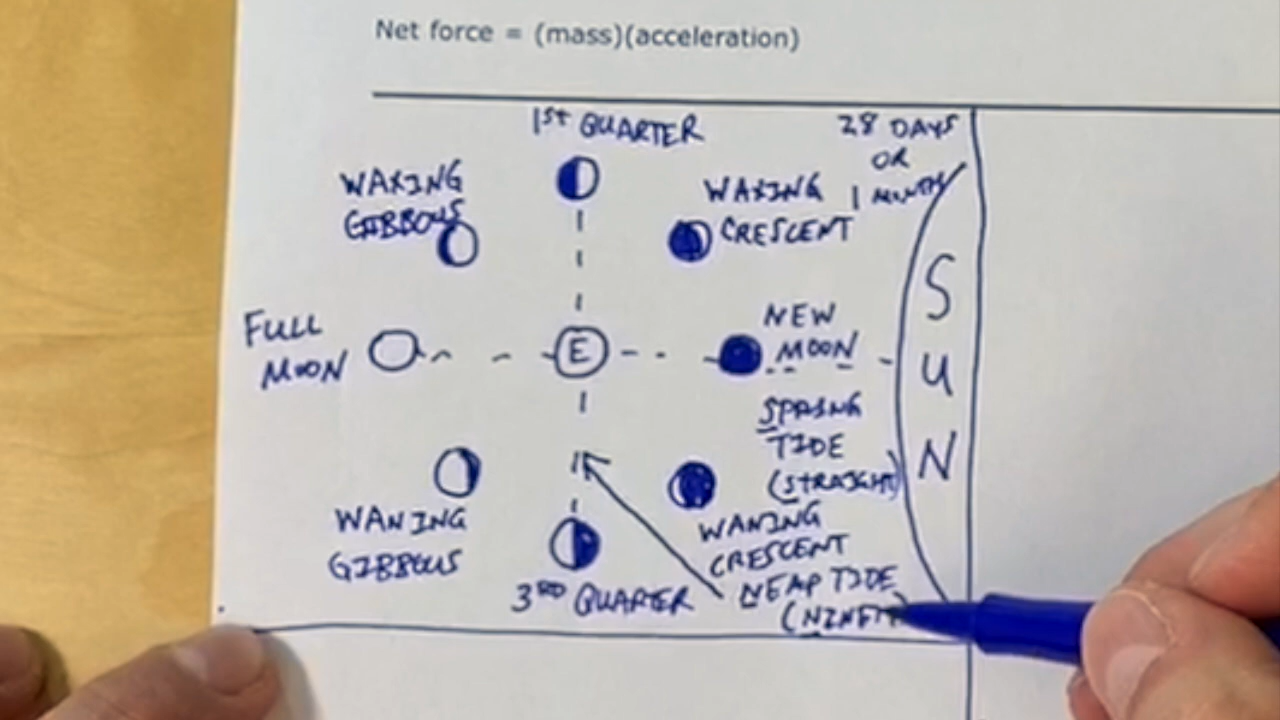 Net force = (mass)(acceleration)
1ST QUARTER
28 DAYS
OR
1 MONTH
WAXING
GIBBOUS
WAXING
CRESCENT
FULL
MOON
E
NEW
MOON
SUN
SPRING
TIDE
(STRAIGHT)
WANING
GIBBOUS
3RD QUARTER
WANING
CRESCENT
NEAP TIDE